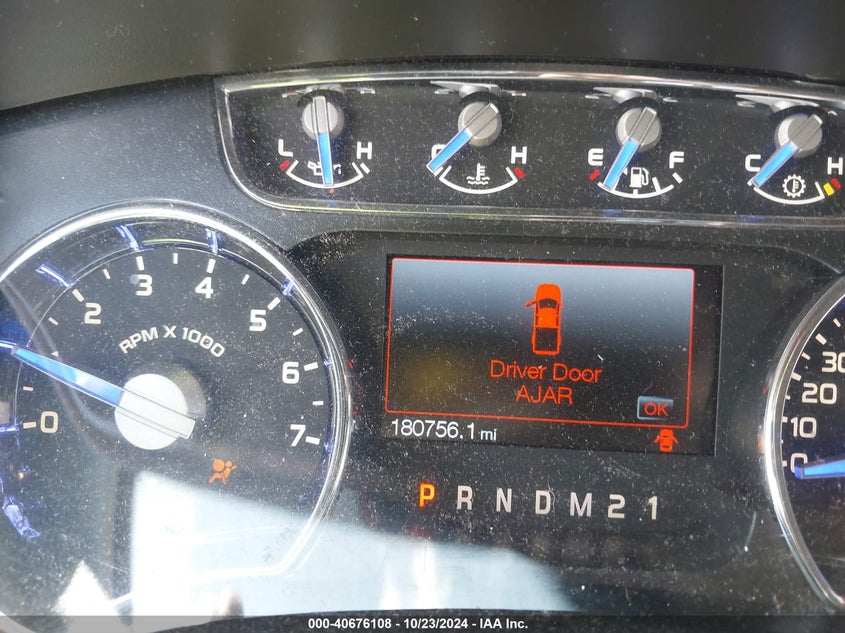 L H C H E F C H
RPM X 1000
0 2 3 4 5 6 7
Driver Door
AJAR
OK
180756.1 mi
P R N D M 2 1
30
20
10
0
000-40676108 - 10/23/2024 - IAA Inc.